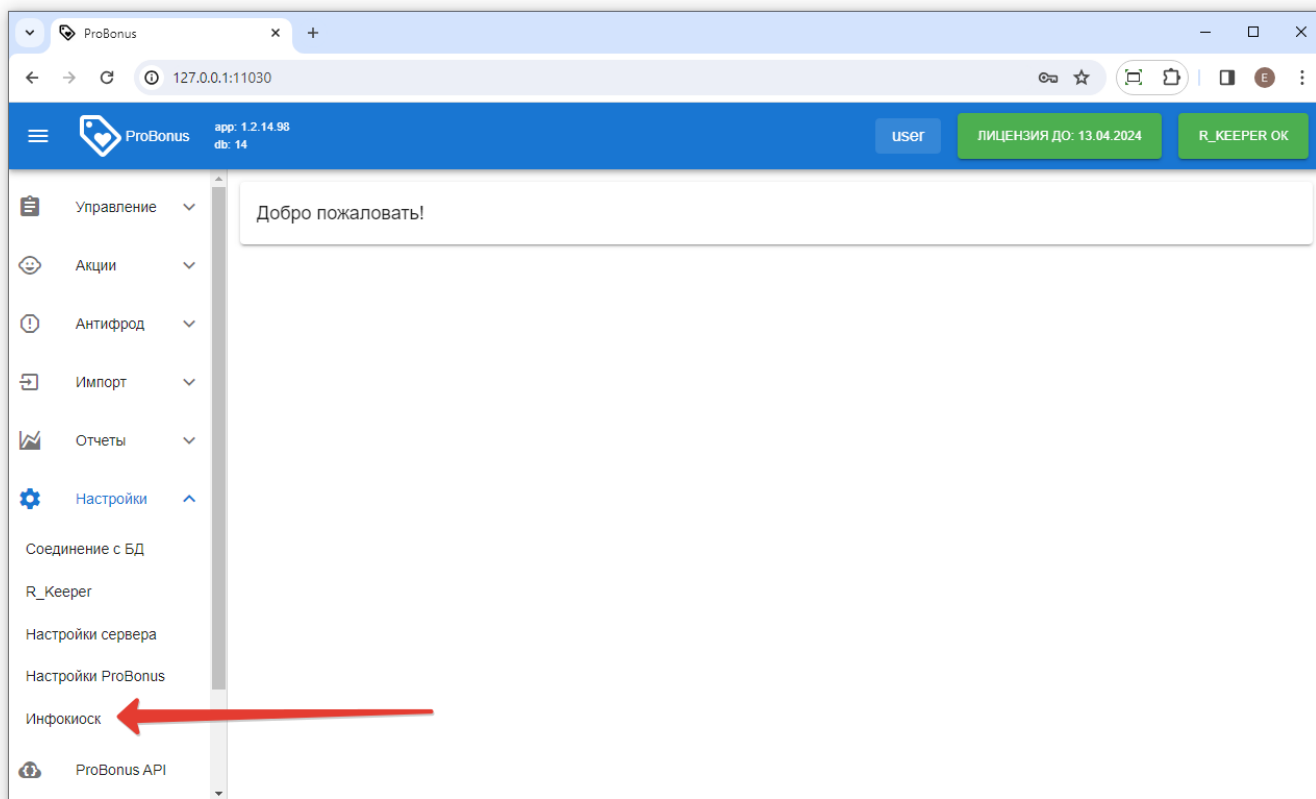 ProBonus
127.0.0.1:11030
E
ProBonus
app: 1.2.14.98
db: 14
user
ЛИЦЕНЗИЯ ДО: 13.04.2024
R_KEEPER OK
Управление
Добро пожаловать!
Акции
Антифрод
Импорт
Отчеты
Настройки
Соединение с БД
R_Keeper
Настройки сервера
Настройки ProBonus
Инфокиоск
ProBonus API